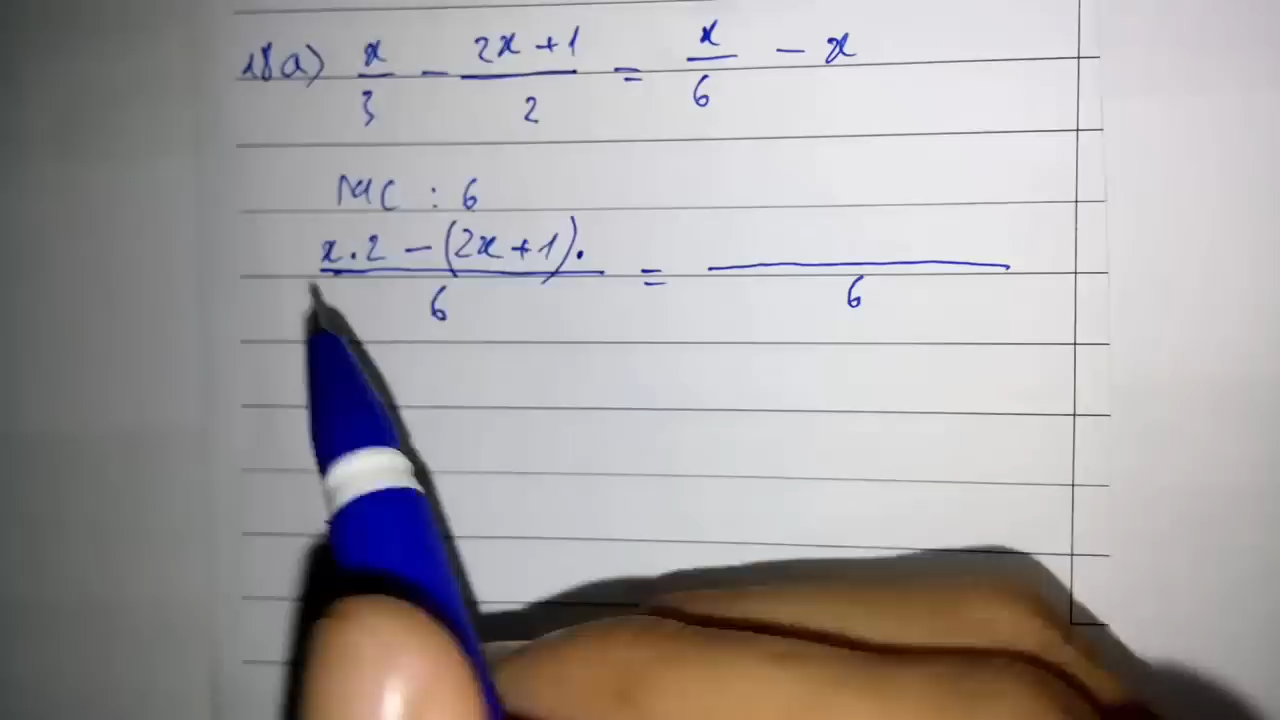 18a) x/3 - (2x+1)/2 = x/6 - x
MC : 6
(x.2 - (2x+1).)/6 = /6